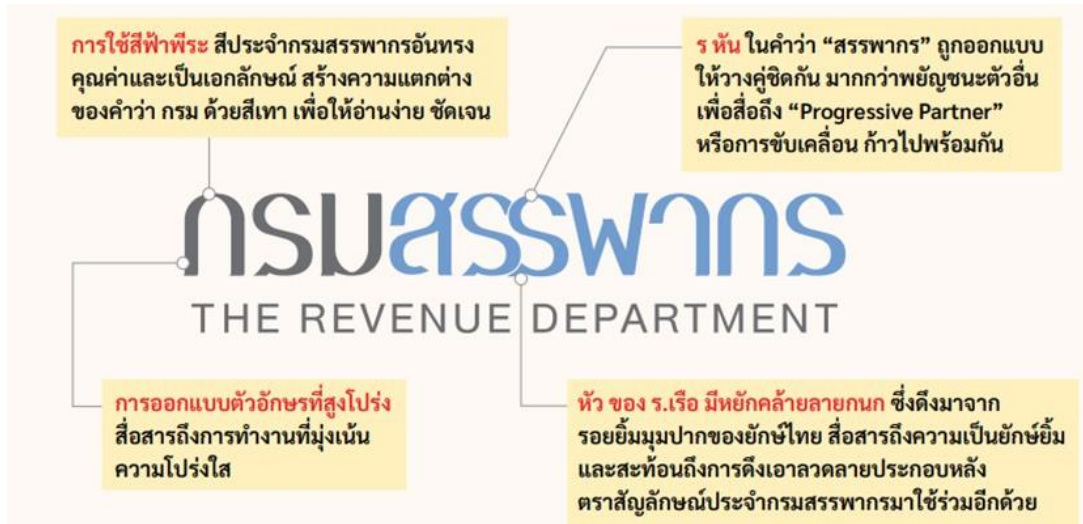 การใช้สีฟ้าพีระ สีประจำกรมสรรพากรอันทรง
คุณค่าและเป็นเอกลักษณ์ สร้างความแตกต่าง
ของคำว่า กรม ด้วยสีเทา เพื่อให้อ่านง่าย ชัดเจน
ร หัน ในคำว่า “สรรพากร” ถูกออกแบบ
ให้วางคู่ชิดกัน มากกว่าพยัญชนะตัวอื่น
เพื่อสื่อถึง “Progressive Partner”
หรือการขับเคลื่อน ก้าวไปพร้อมกัน
กรมสรรพากร
THE REVENUE DEPARTMENT
การออกแบบตัวอักษรที่สูงโปร่ง
สื่อสารถึงการทำงานที่มุ่งเน้น
ความโปร่งใส
หัว ของ ร.เรือ มีหยักคล้ายลายกนก ซึ่งดึงมาจาก
รอยยิ้มมุมปากของยักษ์ไทย สื่อสารถึงความเป็นยักษ์ยิ้ม
และสะท้อนถึงการดึงเอาลวดลายประกอบหลัง
ตราสัญลักษณ์ประจำกรมสรรพากรมาใช้ร่วมอีกด้วย